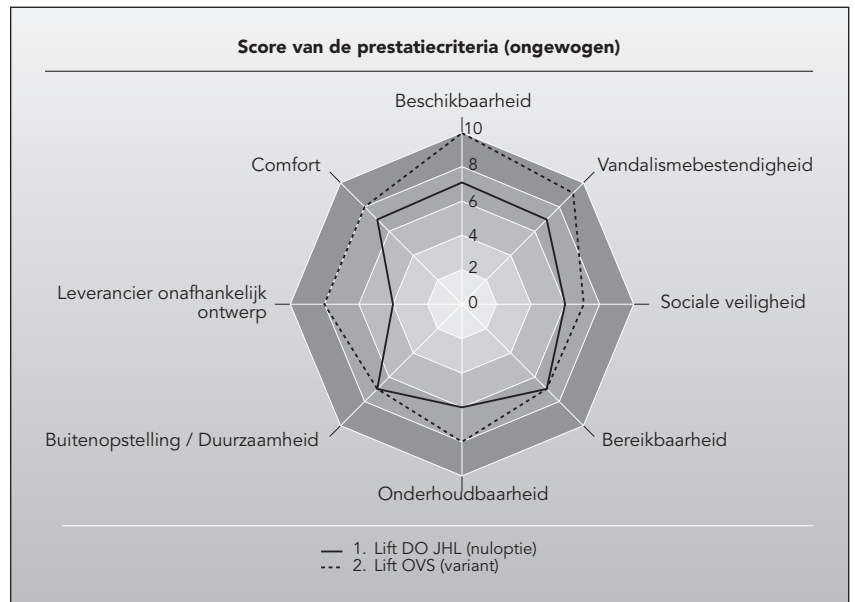 Score van de prestatiecriteria (ongewogen)
Beschikbaarheid
10
Comfort
Vandalismebestendigheid
8
6
4
2
Leverancier onafhankelijk
ontwerp
0
Sociale veiligheid
Buitenopstelling / Duurzaamheid
Bereikbaarheid
Onderhoudbaarheid
1. Lift DO JHL (nuloptie)
2. Lift OVS (variant)